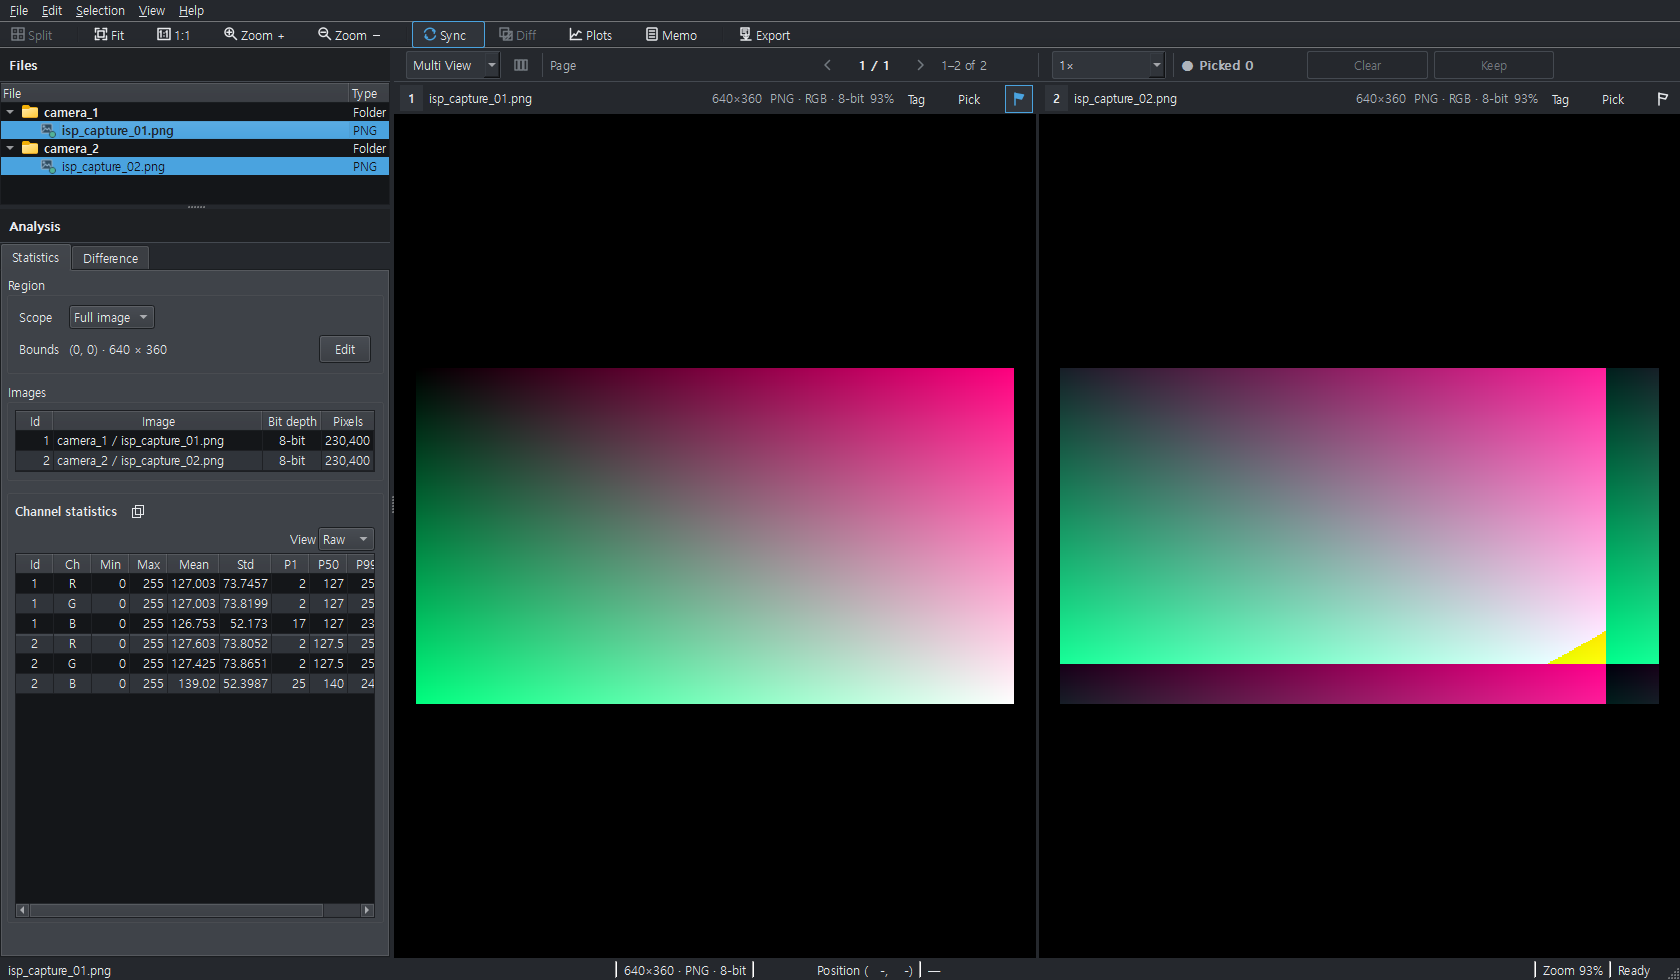 File Edit Selection View Help
Split Fit 1:1 Zoom + Zoom − Sync Diff Plots Memo Export
Files
Multi View Page 1 / 1 1–2 of 2 1× Picked 0 Clear Keep
File Type
1 isp_capture_01.png 640×360 PNG · RGB · 8-bit 93% Tag Pick
2 isp_capture_02.png 640×360 PNG · RGB · 8-bit 93% Tag Pick
camera_1 Folder
isp_capture_01.png PNG
camera_2 Folder
isp_capture_02.png PNG
Analysis
Statistics Difference
Region
Scope Full image
Bounds (0, 0) · 640 × 360 Edit
Images
Id Image Bit depth Pixels
1 camera_1 / isp_capture_01.png 8-bit 230,400
2 camera_2 / isp_capture_02.png 8-bit 230,400
Channel statistics
View Raw
Id Ch Min Max Mean Std P1 P50 P99
1 R 0 255 127.003 73.7457 2 127 25
1 G 0 255 127.003 73.8199 2 127 25
1 B 0 255 126.753 52.173 17 127 23
2 R 0 255 127.603 73.8052 2 127.5 25
2 G 0 255 127.425 73.8651 2 127.5 25
2 B 0 255 139.02 52.3987 25 140 24
isp_capture_01.png 640×360 · PNG · 8-bit Position ( -, -) — Zoom 93% Ready